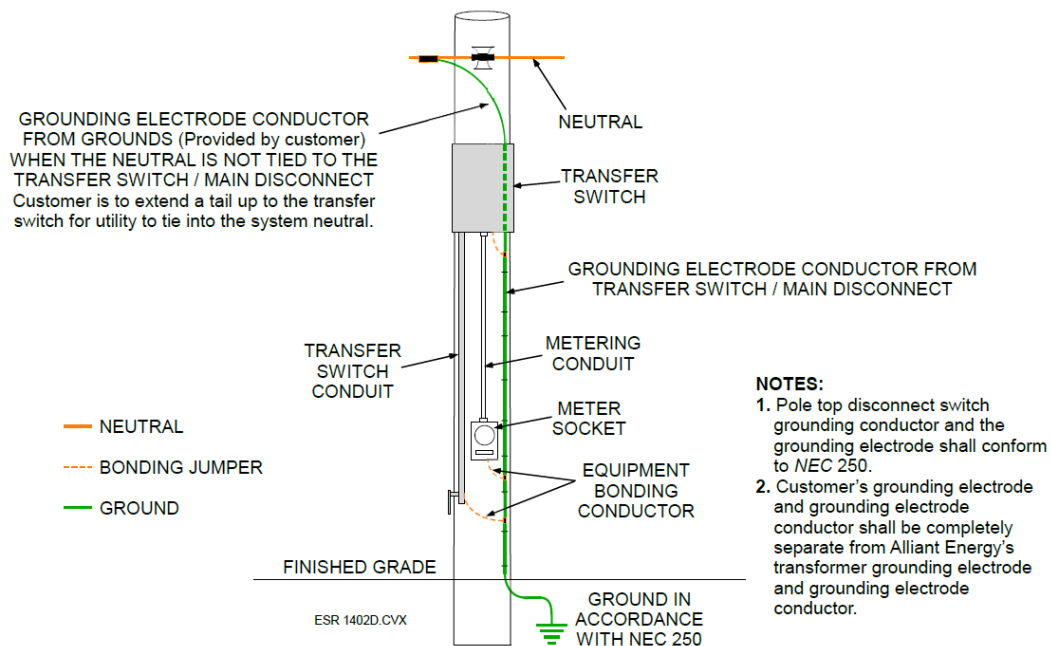 GROUNDING ELECTRODE CONDUCTOR
FROM GROUNDS (Provided by customer)
WHEN THE NEUTRAL IS NOT TIED TO THE
TRANSFER SWITCH / MAIN DISCONNECT
Customer is to extend a tail up to the transfer
switch for utility to tie into the system neutral.
NEUTRAL
TRANSFER
SWITCH
GROUNDING ELECTRODE CONDUCTOR FROM
TRANSFER SWITCH / MAIN DISCONNECT
TRANSFER
SWITCH
CONDUIT
METERING
CONDUIT
METER
SOCKET
EQUIPMENT
BONDING
CONDUCTOR
NEUTRAL
BONDING JUMPER
GROUND
NOTES:
1. Pole top disconnect switch
grounding conductor and the
grounding electrode shall conform
to NEC 250.
2. Customer's grounding electrode
and grounding electrode
conductor shall be completely
separate from Alliant Energy's
transformer grounding electrode
and grounding electrode
conductor.
FINISHED GRADE
ESR 1402D.CVX
GROUND IN
ACCORDANCE
WITH NEC 250